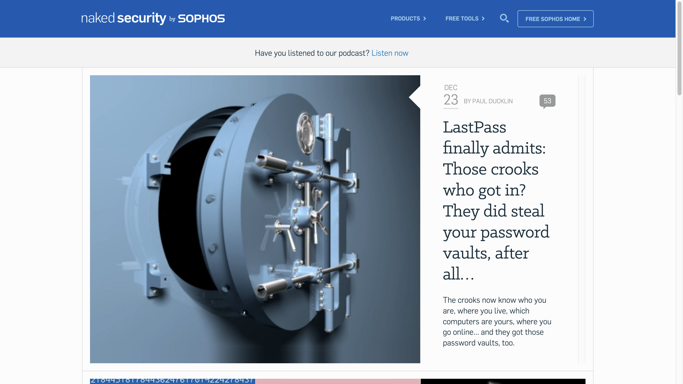 naked security by SOPHOS
PRODUCTS
FREE TOOLS
FREE SOPHOS HOME
Have you listened to our podcast? Listen now
DEC
23
BY PAUL DUCKLIN
53
LastPass
finally admits:
Those crooks
who got in?
They did steal
your password
vaults, after
all…
The crooks now know who you
are, where you live, which
computers are yours, where you
go online... and they got those
password vaults, too.